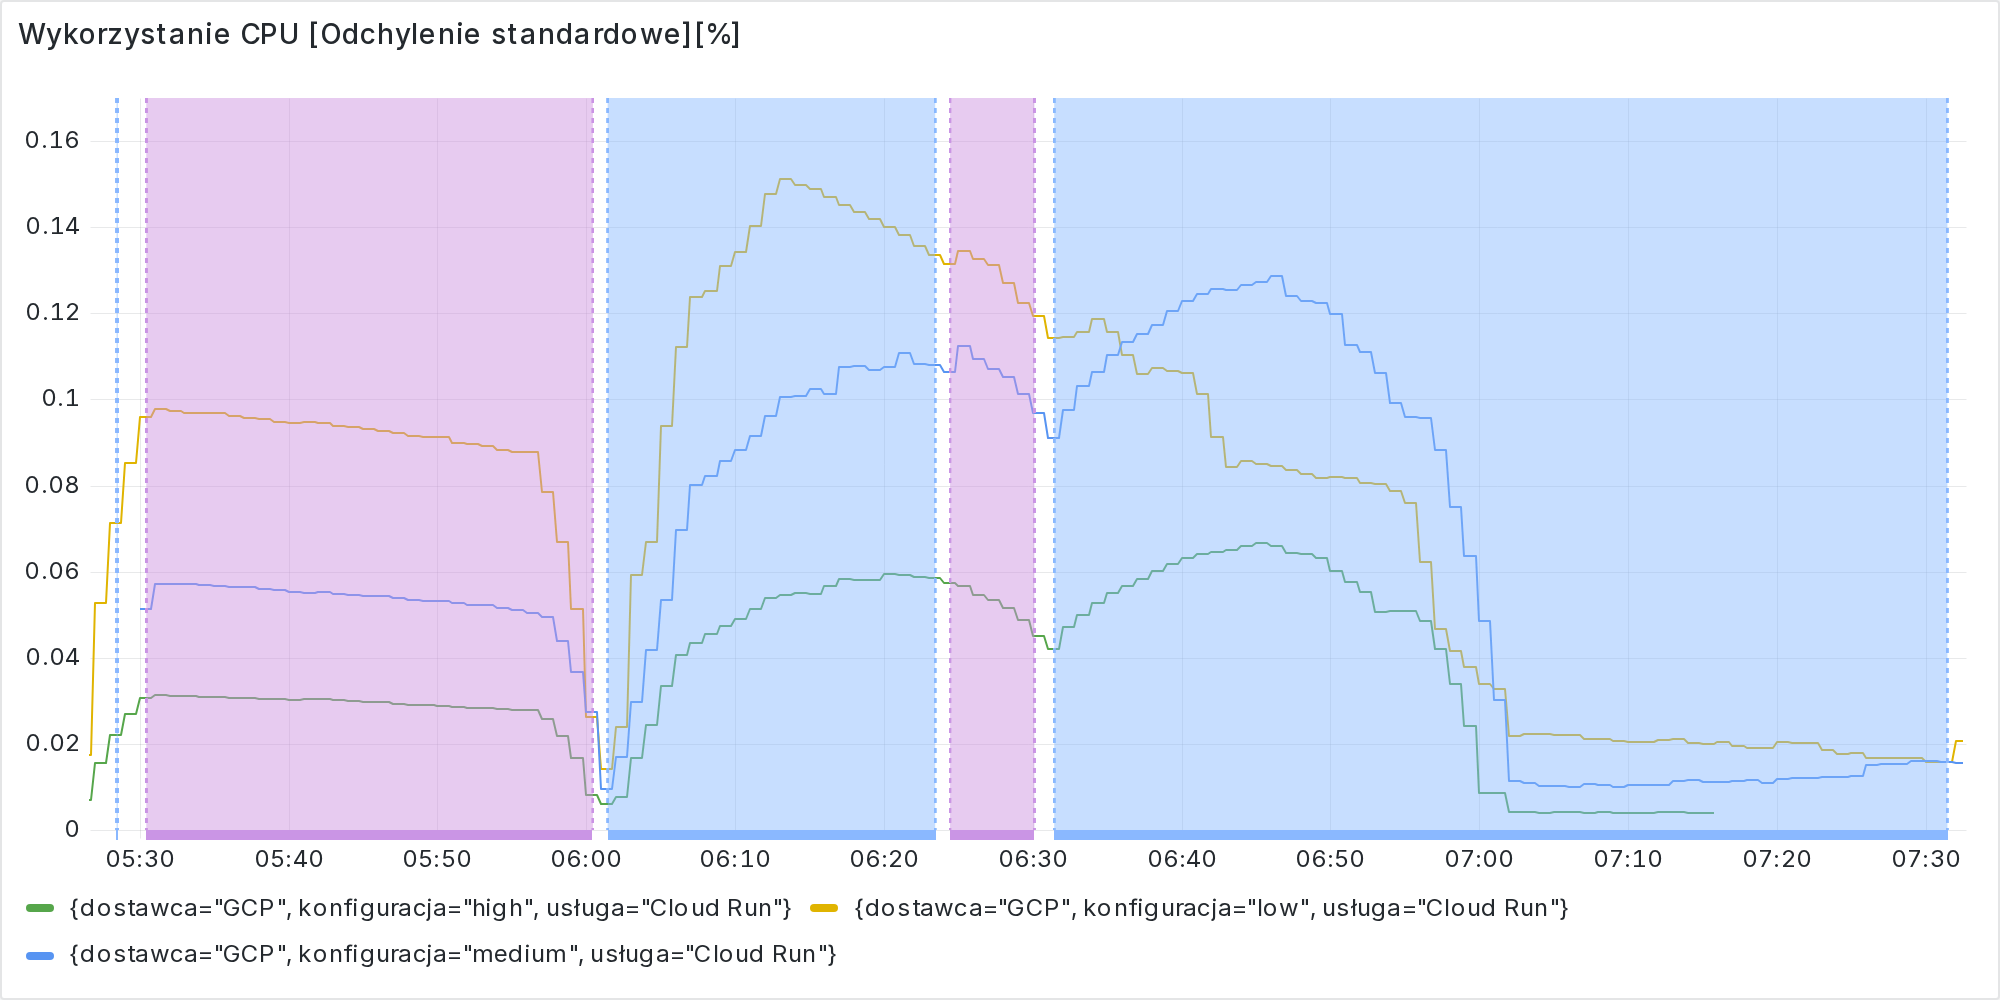 Wykorzystanie CPU [Odchylenie standardowe][%]
0.16
0.14
0.12
0.1
0.08
0.06
0.04
0.02
0
05:30 05:40 05:50 06:00 06:10 06:20 06:30 06:40 06:50 07:00 07:10 07:20 07:30
{dostawca="GCP", konfiguracja="high", usługa="Cloud Run"} {dostawca="GCP", konfiguracja="low", usługa="Cloud Run"}
{dostawca="GCP", konfiguracja="medium", usługa="Cloud Run"}